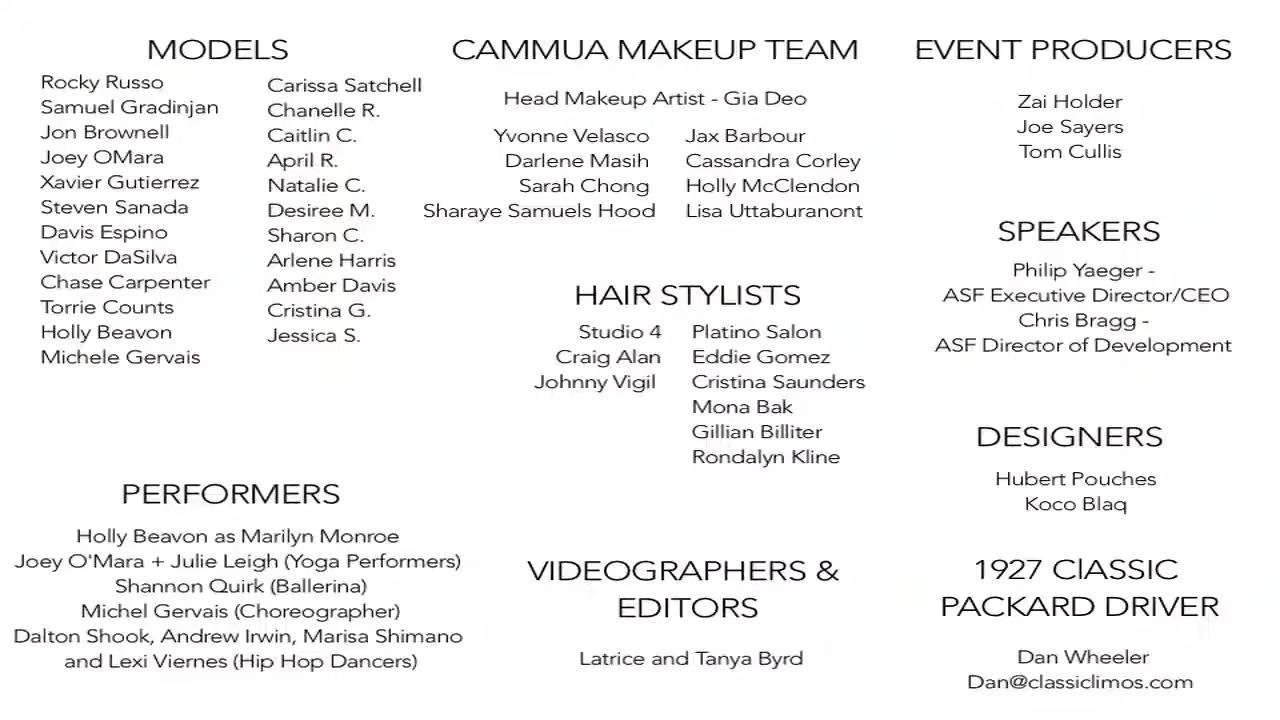 MODELS
Rocky Russo
Samuel Gradinjan
Jon Brownell
Joey OMara
Xavier Gutierrez
Steven Sanada
Davis Espino
Victor DaSilva
Chase Carpenter
Torrie Counts
Holly Beavon
Michele Gervais
Carissa Satchell
Chanelle R.
Caitlin C.
April R.
Natalie C.
Desiree M.
Sharon C.
Arlene Harris
Amber Davis
Cristina G.
Jessica S.
PERFORMERS
Holly Beavon as Marilyn Monroe
Joey O'Mara + Julie Leigh (Yoga Performers)
Shannon Quirk (Ballerina)
Michel Gervais (Choreographer)
Dalton Shook, Andrew Irwin, Marisa Shimano
and Lexi Viernes (Hip Hop Dancers)
CAMMUA MAKEUP TEAM
Head Makeup Artist - Gia Deo
Yvonne Velasco
Darlene Masih
Sarah Chong
Sharaye Samuels Hood
Jax Barbour
Cassandra Corley
Holly McClendon
Lisa Uttaburanont
HAIR STYLISTS
Studio 4
Craig Alan
Johnny Vigil
Platino Salon
Eddie Gomez
Cristina Saunders
Mona Bak
Gillian Billiter
Rondalyn Kline
VIDEOGRAPHERS &
EDITORS
Latrice and Tanya Byrd
EVENT PRODUCERS
Zai Holder
Joe Sayers
Tom Cullis
SPEAKERS
Philip Yaeger -
ASF Executive Director/CEO
Chris Bragg -
ASF Director of Development
DESIGNERS
Hubert Pouches
Koco Blaq
1927 ClASSIC
PACKARD DRIVER
Dan Wheeler
Dan@classiclimos.com